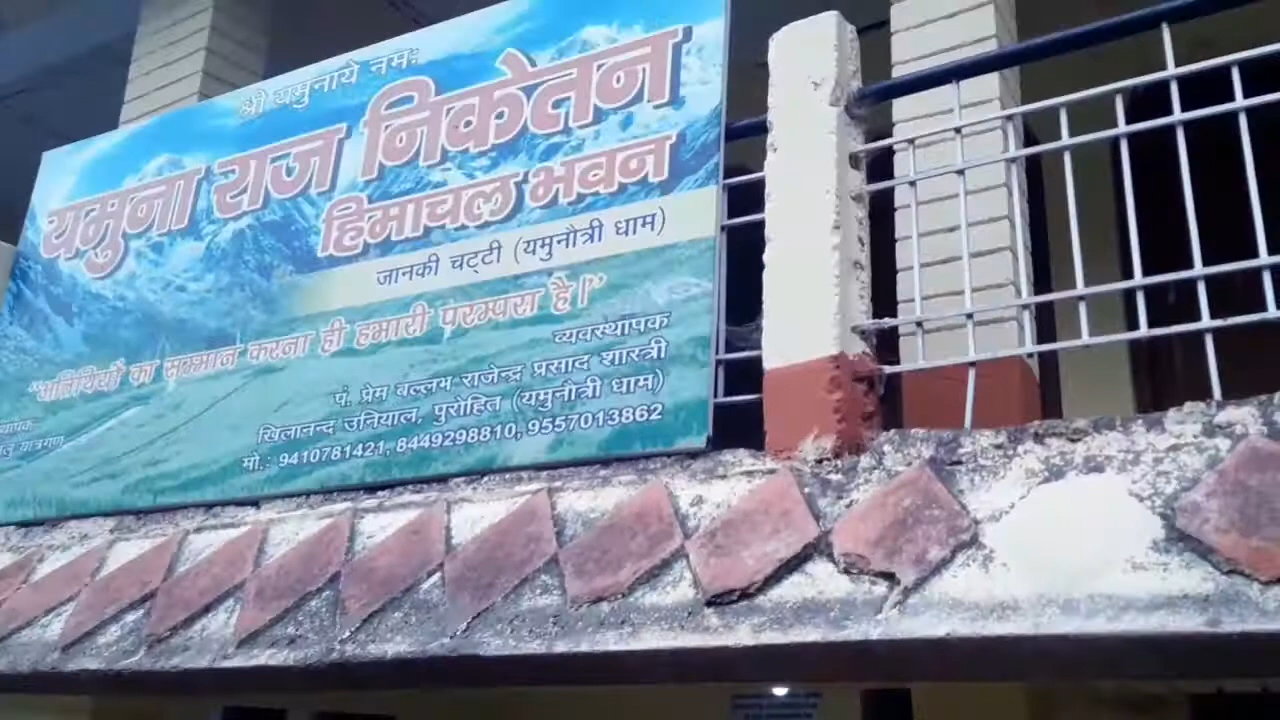 श्री यमुनाये नमः
यमुना राज निकेतन
हिमाचल भवन
जानकी चट्टी (यमुनौत्री धाम)
"अतिथियों का सम्मान करना ही हमारी परम्परा है।"
व्यवस्थापक
पं. प्रेम बल्लभ राजेन्द्र प्रसाद शास्त्री
खिलानन्द उनियाल, पुरोहित (यमुनौत्री धाम)
मो.: 9410781421, 8449298810, 9557013862